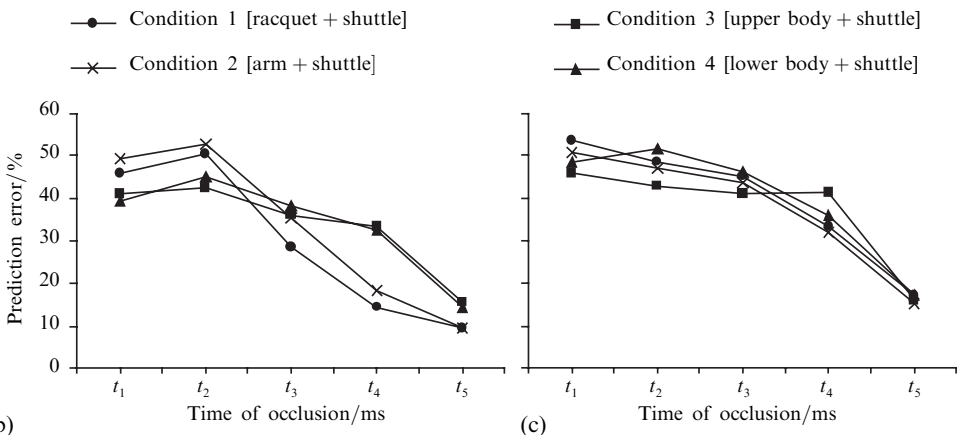 Condition 1 [racquet + shuttle]
Condition 3 [upper body + shuttle]
Condition 2 [arm + shuttle]
Condition 4 [lower body + shuttle]
Prediction error/%
60
50
40
30
20
10
0
t1 t2 t3 t4 t5
Time of occlusion/ms
t1 t2 t3 t4 t5
Time of occlusion/ms
(c)